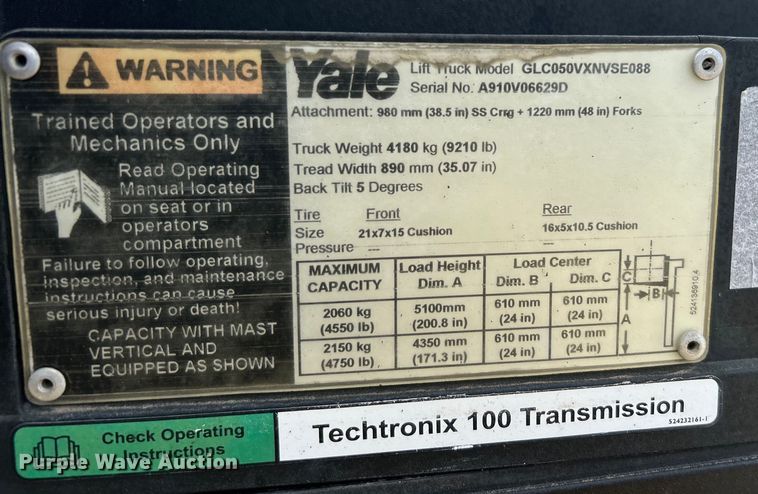 WARNING
Trained Operators and
Mechanics Only
Read Operating
Manual located
on seat or in
operators
compartment
Failure to follow operating,
inspection, and maintenance
instructions can cause
serious injury or death!
CAPACITY WITH MAST
VERTICAL AND
EQUIPPED AS SHOWN
Yale Lift Truck Model GLC050VXNVSE088
Serial No. A910V06629D
Attachment: 980 mm (38.5 in) SS Crrg + 1220 mm (48 in) Forks
Truck Weight 4180 kg (9210 lb)
Tread Width 890 mm (35.07 in)
Back Tilt 5 Degrees
Tire Front Rear
Size 21x7x15 Cushion 16x5x10.5 Cushion
Pressure --- ---
MAXIMUM CAPACITY Load Height Dim. A Load Center Dim. B Dim. C
2060 kg (4550 lb) 5100mm (200.8 in) 610 mm (24 in) 610 mm (24 in)
2150 kg (4750 lb) 4350 mm (171.3 in) 610 mm (24 in) 610 mm (24 in)
C
B
A
524136910,4
Check Operating
Instructions
Techtronix 100 Transmission
524232161-1
Purple Wave Auction